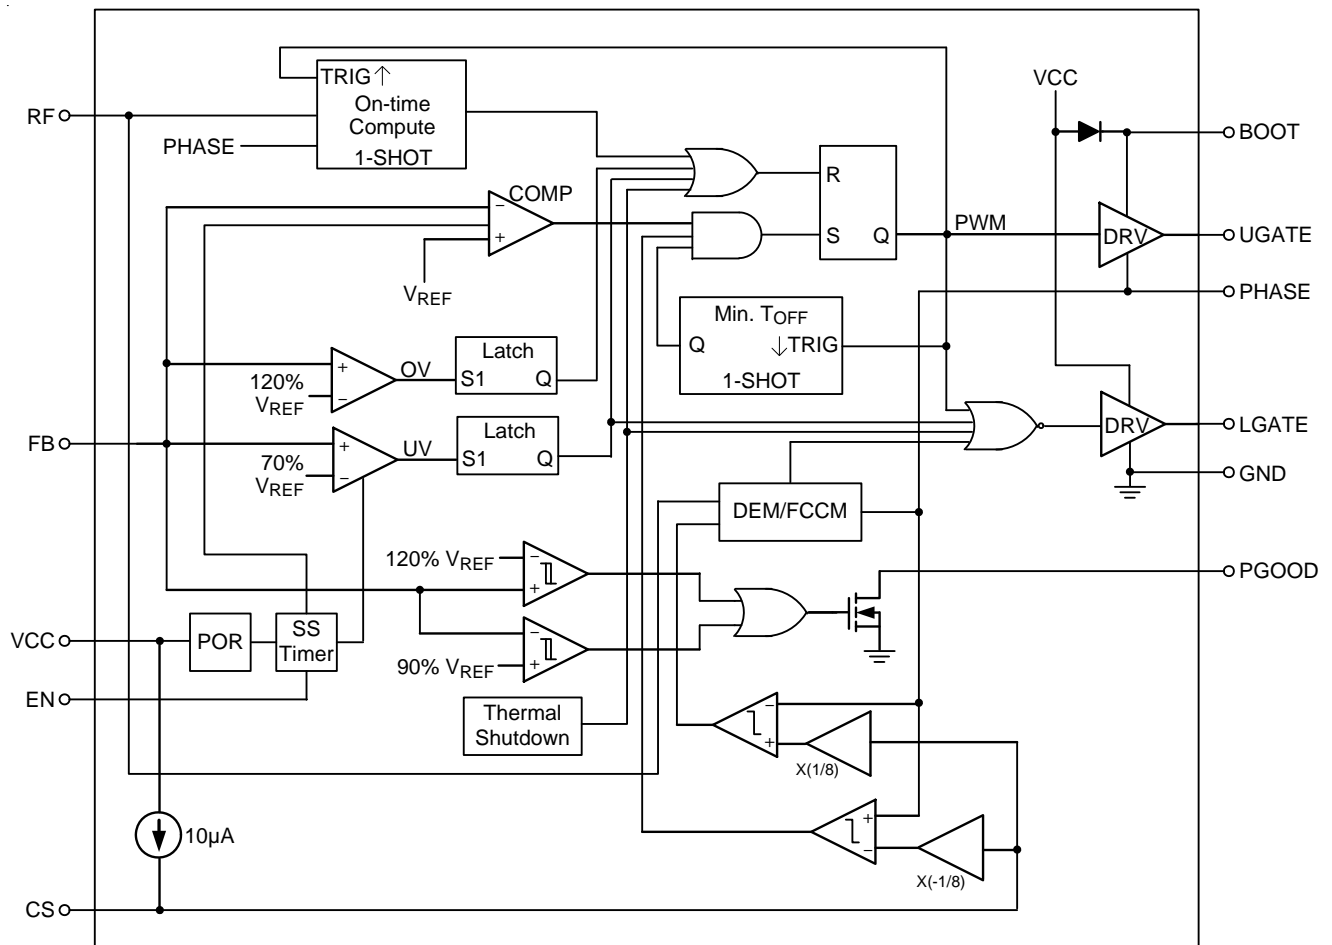 VCC
TRIG ↑
RF
On-time
Compute
BOOT
PHASE
1-SHOT
R
COMP
PWM
S
Q
DRV
UGATE
VREF
PHASE
Min. TOFF
Q
↓TRIG
1-SHOT
Latch
OV
S1
Q
120%
VREF
+
−
DRV
LGATE
FB
Latch
UV
S1
Q
70%
VREF
+
−
GND
DEM/FCCM
120% VREF
−
+
PGOOD
VCC
POR
SS
Timer
90% VREF
−
+
EN
Thermal
Shutdown
−
+
X(1/8)
10µA
+
−
X(-1/8)
CS
−
+